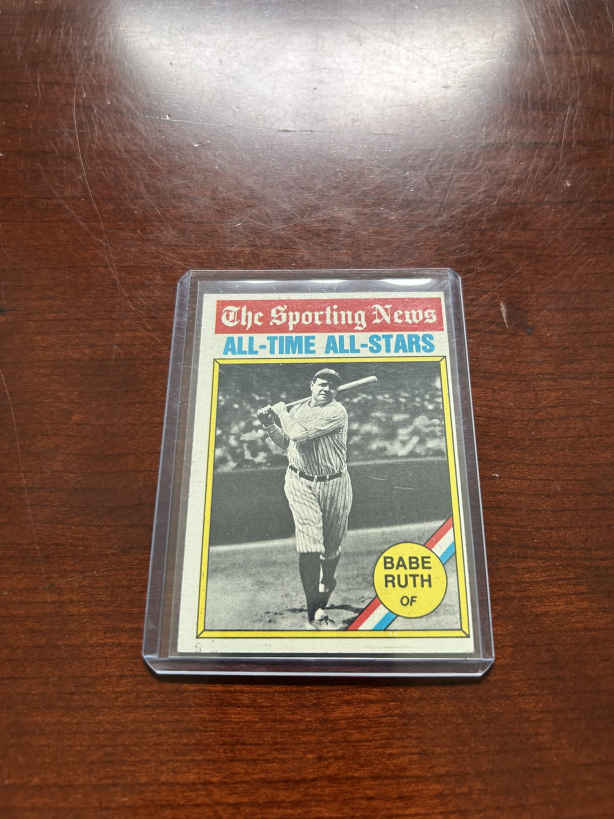 The Sporting News
ALL-TIME ALL-STARS
BABE
RUTH
OF